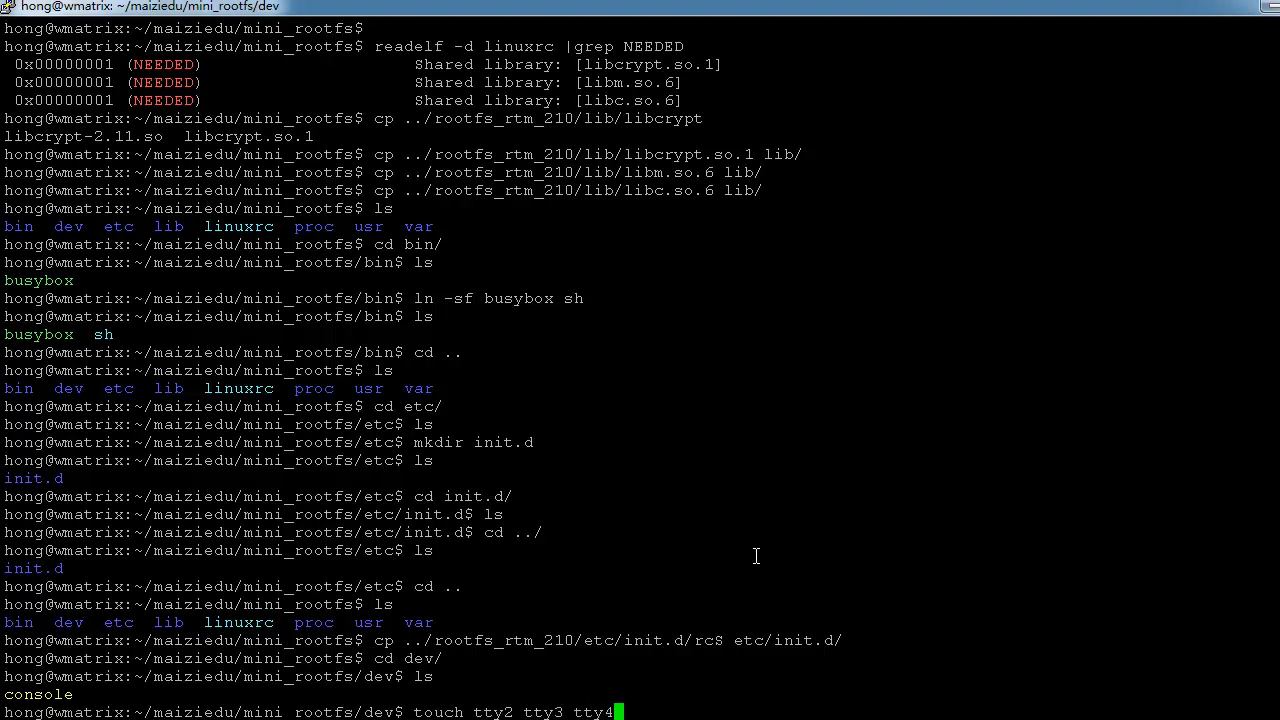 hong@wmatrix: ~/maiziedu/mini_rootfs/dev
hong@wmatrix:~/maiziedu/mini_rootfs$
hong@wmatrix:~/maiziedu/mini_rootfs$ readelf -d linuxrc |grep NEEDED
 0x00000001 (NEEDED)                     Shared library: [libcrypt.so.1]
 0x00000001 (NEEDED)                     Shared library: [libm.so.6]
 0x00000001 (NEEDED)                     Shared library: [libc.so.6]
hong@wmatrix:~/maiziedu/mini_rootfs$ cp ../rootfs_rtm_210/lib/libcrypt
libcrypt-2.11.so  libcrypt.so.1
hong@wmatrix:~/maiziedu/mini_rootfs$ cp ../rootfs_rtm_210/lib/libcrypt.so.1 lib/
hong@wmatrix:~/maiziedu/mini_rootfs$ cp ../rootfs_rtm_210/lib/libm.so.6 lib/
hong@wmatrix:~/maiziedu/mini_rootfs$ cp ../rootfs_rtm_210/lib/libc.so.6 lib/
hong@wmatrix:~/maiziedu/mini_rootfs$ ls
bin  dev  etc  lib  linuxrc  proc  usr  var
hong@wmatrix:~/maiziedu/mini_rootfs$ cd bin/
hong@wmatrix:~/maiziedu/mini_rootfs/bin$ ls
busybox
hong@wmatrix:~/maiziedu/mini_rootfs/bin$ ln -sf busybox sh
hong@wmatrix:~/maiziedu/mini_rootfs/bin$ ls
busybox  sh
hong@wmatrix:~/maiziedu/mini_rootfs/bin$ cd ..
hong@wmatrix:~/maiziedu/mini_rootfs$ ls
bin  dev  etc  lib  linuxrc  proc  usr  var
hong@wmatrix:~/maiziedu/mini_rootfs$ cd etc/
hong@wmatrix:~/maiziedu/mini_rootfs/etc$ ls
hong@wmatrix:~/maiziedu/mini_rootfs/etc$ mkdir init.d
hong@wmatrix:~/maiziedu/mini_rootfs/etc$ ls
init.d
hong@wmatrix:~/maiziedu/mini_rootfs/etc$ cd init.d/
hong@wmatrix:~/maiziedu/mini_rootfs/etc/init.d$ ls
hong@wmatrix:~/maiziedu/mini_rootfs/etc/init.d$ cd ../
hong@wmatrix:~/maiziedu/mini_rootfs/etc$ ls
init.d
hong@wmatrix:~/maiziedu/mini_rootfs/etc$ cd ..
hong@wmatrix:~/maiziedu/mini_rootfs$ ls
bin  dev  etc  lib  linuxrc  proc  usr  var
hong@wmatrix:~/maiziedu/mini_rootfs$ cp ../rootfs_rtm_210/etc/init.d/rcS etc/init.d/
hong@wmatrix:~/maiziedu/mini_rootfs$ cd dev/
hong@wmatrix:~/maiziedu/mini_rootfs/dev$ ls
console
hong@wmatrix:~/maiziedu/mini_rootfs/dev$ touch tty2 tty3 tty4